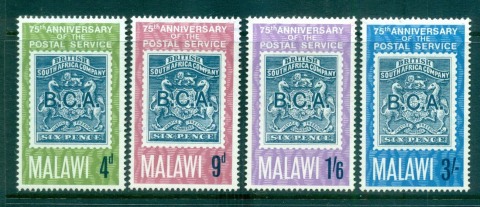 75th ANNIVERSARY
OF THE
POSTAL SERVICE
BRITISH
SOUTH AFRICA COMPANY
B.C.A.
SIX PENCE
MALAWI 4d
75th ANNIVERSARY
OF THE
POSTAL SERVICE
BRITISH
SOUTH AFRICA COMPANY
B.C.A.
SIX PENCE
MALAWI 9d
75th ANNIVERSARY
OF THE
POSTAL SERVICE
BRITISH
SOUTH AFRICA COMPANY
B.C.A.
SIX PENCE
MALAWI 1/6
75th ANNIVERSARY
OF THE
POSTAL SERVICE
BRITISH
SOUTH AFRICA COMPANY
B.C.A.
SIX PENCE
MALAWI 3/-